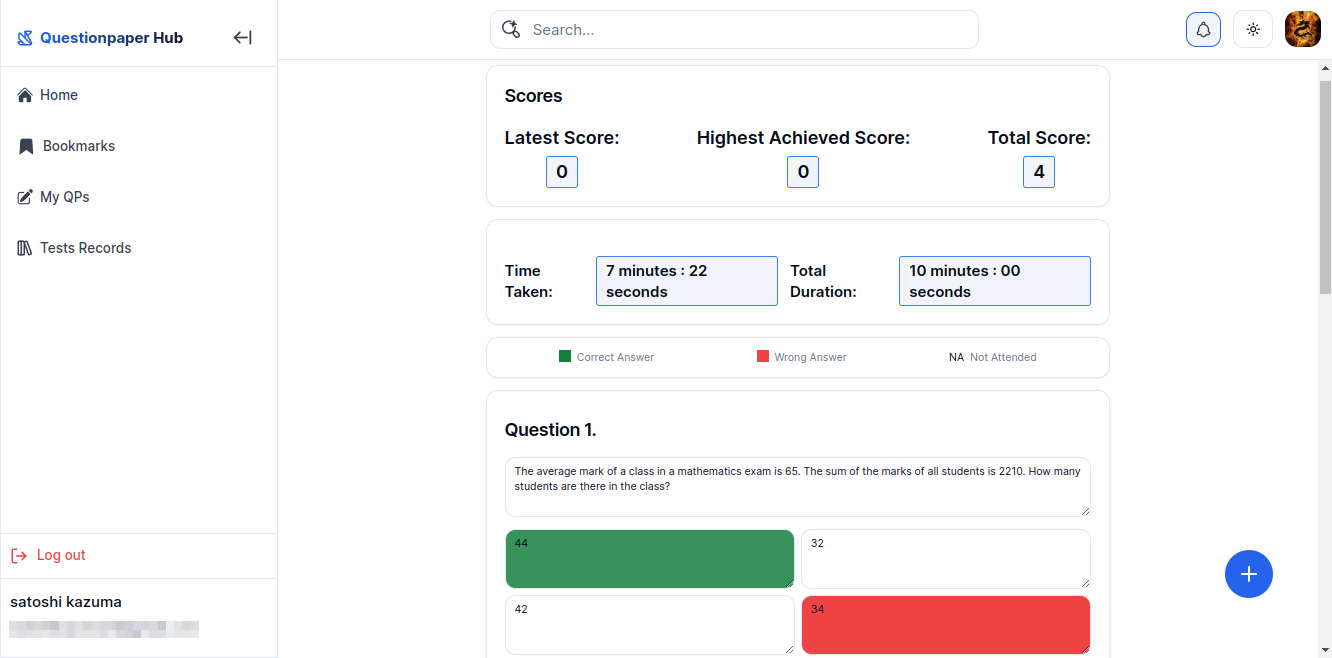 Questionpaper Hub
Search...
Home
Bookmarks
My QPs
Tests Records
Log out
satoshi kazuma
Scores
Latest Score:
Highest Achieved Score:
Total Score:
0
0
4
Time
Taken:
7 minutes : 22
seconds
Total
Duration:
10 minutes : 00
seconds
Correct Answer
Wrong Answer
NA Not Attended
Question 1.
The average mark of a class in a mathematics exam is 65. The sum of the marks of all students is 2210. How many
students are there in the class?
44
32
42
34